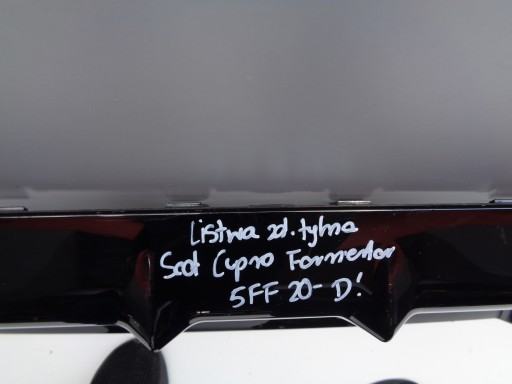 Listwa zd. tylna
Seat Cupra Formentor
5FF 20- D!